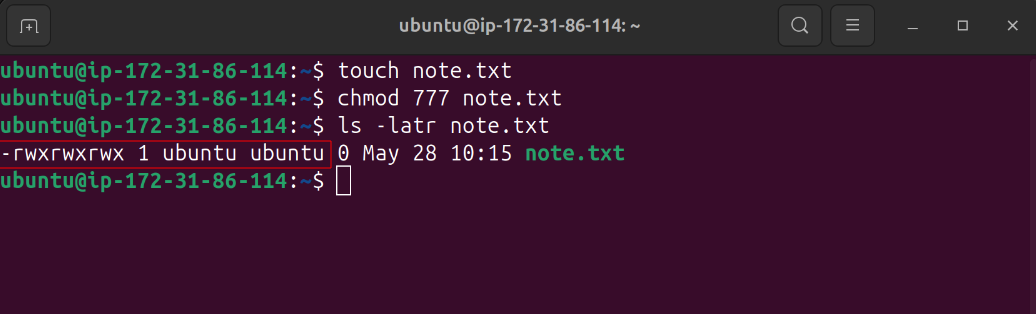 ubuntu@ip-172-31-86-114: ~
ubuntu@ip-172-31-86-114:~$ touch note.txt
ubuntu@ip-172-31-86-114:~$ chmod 777 note.txt
ubuntu@ip-172-31-86-114:~$ ls -latr note.txt
-rwxrwxrwx 1 ubuntu ubuntu 0 May 28 10:15 note.txt
ubuntu@ip-172-31-86-114:~$